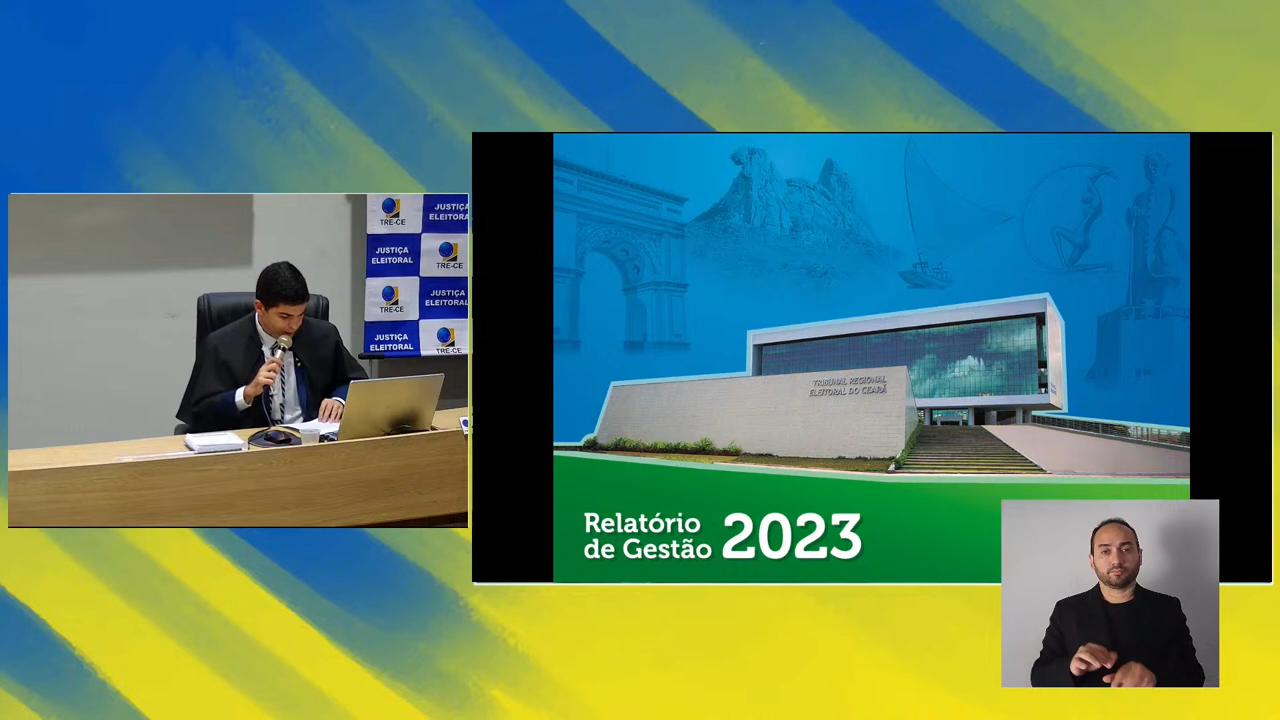 TRE-CE
JUSTIÇA
ELEITORAL
JUSTIÇA
ELEITORAL
TRE-CE
TRE-CE
JUSTIÇA
ELEITORAL
JUSTIÇA
ELEITORAL
TRE-CE
TRIBUNAL REGIONAL
ELEITORAL DO CEARÁ
Relatório
de Gestão 2023